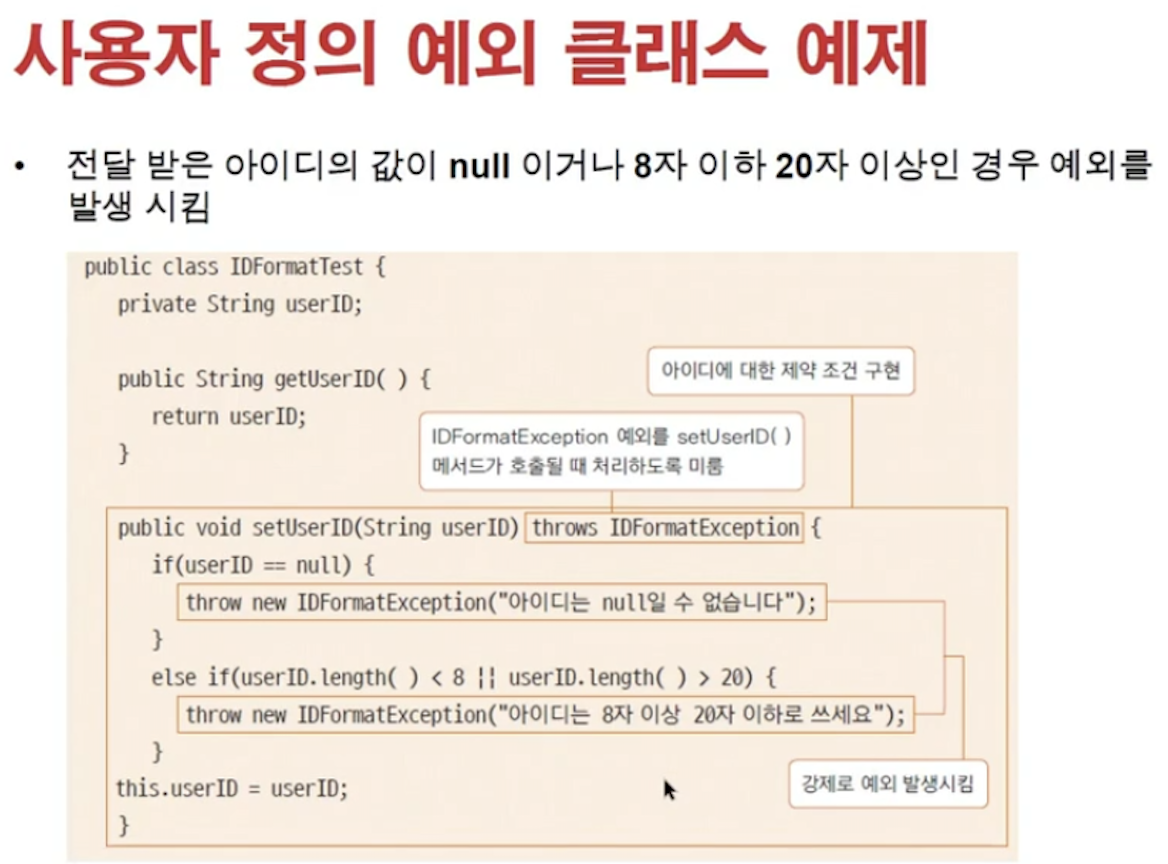 사용자 정의 예외 클래스 예제
• 전달 받은 아이디의 값이 null 이거나 8자 이하 20자 이상인 경우 예외를
발생 시킴
public class IDFormatTest {
private String userID;
아이디에 대한 제약 조건 구현
public String getUserID( ) {
return userID;
IDFormatException 예외를 setUserID( )
메서드가 호출될 때 처리하도록 미룸
}
public void setUserID(String userID) throws IDFormatException {
if(userID == null) {
throw new IDFormatException("아이디는 null일 수 없습니다");
}
else if(userID.length( ) < 8 || userID.length( ) > 20) {
throw new IDFormatException("아이디는 8자 이상 20자 이하로 쓰세요");
}
강제로 예외 발생시킴
this.userID = userID;
}